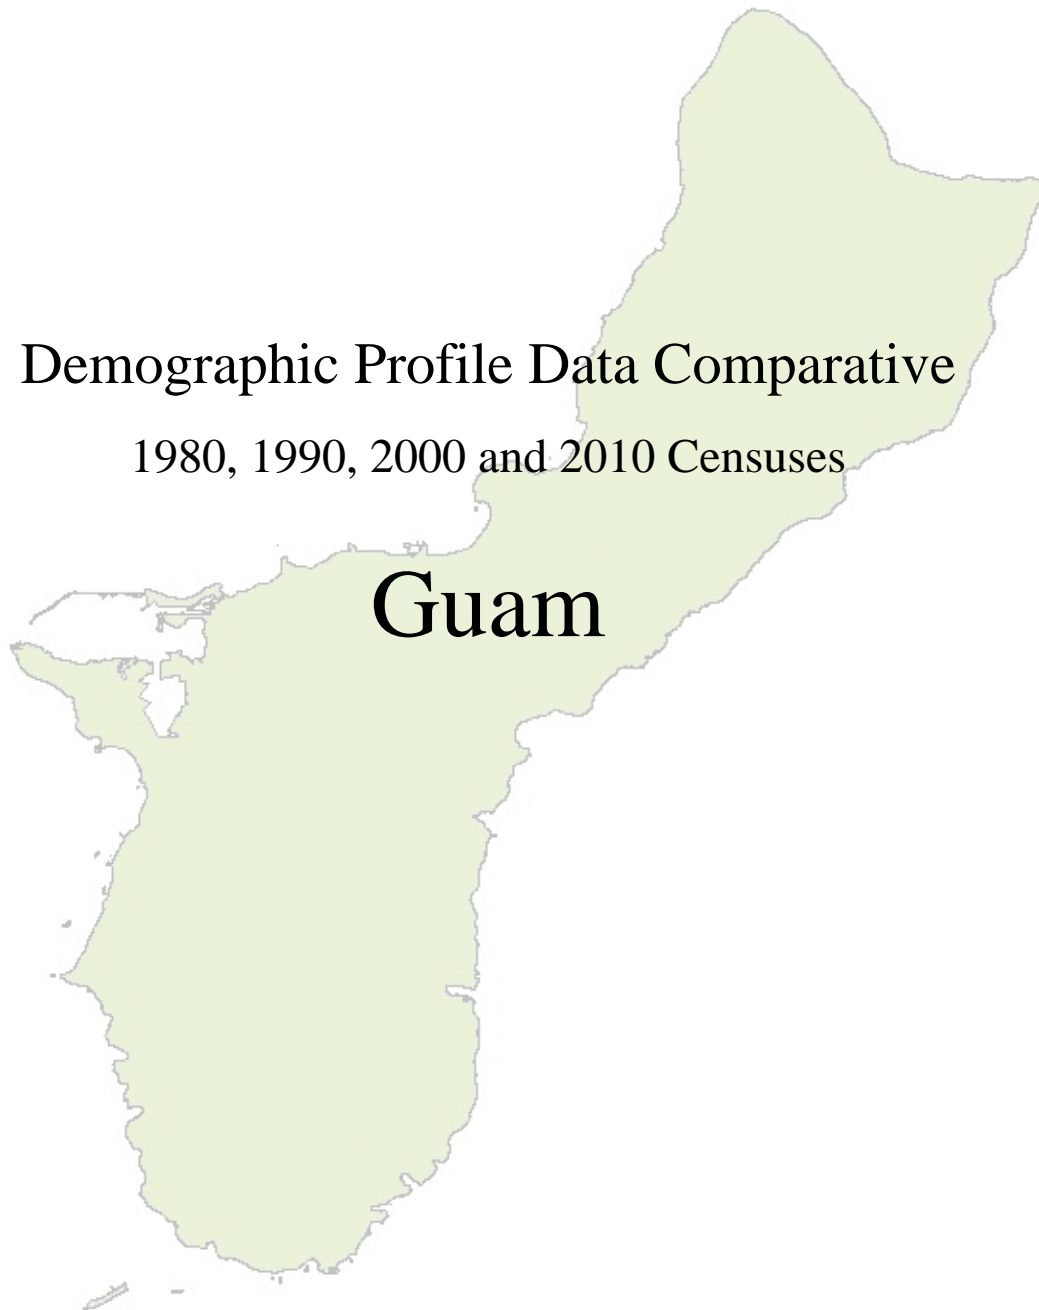 Demographic Profile Data Comparative
1980, 1990, 2000 and 2010 Censuses
Guam